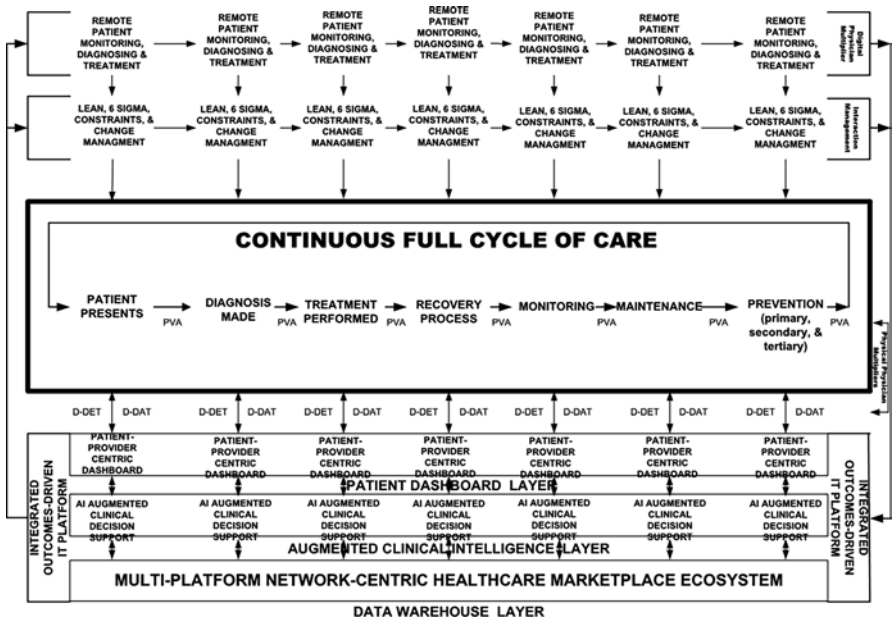 REMOTE
PATIENT
MONITORING,
DIAGNOSING &
TREATMENT
REMOTE
PATIENT
MONITORING,
DIAGNOSING &
TREATMENT
REMOTE
PATIENT
MONITORING,
DIAGNOSING &
TREATMENT
REMOTE
PATIENT
MONITORING,
DIAGNOSING &
TREATMENT
REMOTE
PATIENT
MONITORING,
DIAGNOSING &
TREATMENT
REMOTE
PATIENT
MONITORING,
DIAGNOSING &
TREATMENT
REMOTE
PATIENT
MONITORING,
DIAGNOSING &
TREATMENT
Digital
Physician
Multiplier
LEAN, 6 SIGMA,
CONSTRAINTS, &
CHANGE
MANAGMENT
LEAN, 6 SIGMA,
CONSTRAINTS, &
CHANGE
MANAGMENT
LEAN, 6 SIGMA,
CONSTRAINTS, &
CHANGE
MANAGMENT
LEAN, 6 SIGMA,
CONSTRAINTS, &
CHANGE
MANAGMENT
LEAN, 6 SIGMA,
CONSTRAINTS, &
CHANGE
MANAGMENT
LEAN, 6 SIGMA,
CONSTRAINTS, &
CHANGE
MANAGMENT
LEAN, 6 SIGMA,
CONSTRAINTS, &
CHANGE
MANAGMENT
Interaction
Management
CONTINUOUS FULL CYCLE OF CARE
PATIENT
PRESENTS
PVA
DIAGNOSIS
MADE
PVA
TREATMENT
PERFORMED
PVA
RECOVERY
PROCESS
PVA
MONITORING
PVA
MAINTENANCE
PVA
PREVENTION
(primary,
secondary, &
tertiary)
PVA
Physical Physician
Multipliers
D-DET D-DAT
D-DET D-DAT
D-DET D-DAT
D-DET D-DAT
D-DET D-DAT
D-DET D-DAT
D-DET D-DAT
INTEGRATED
OUTCOMES-DRIVEN
IT PLATFORM
PATIENT-
PROVIDER
CENTRIC
DASHBOARD
PATIENT-
PROVIDER
CENTRIC
DASHBOARD
PATIENT-
PROVIDER
CENTRIC
DASHBOARD
PATIENT-
PROVIDER
CENTRIC
DASHBOARD
PATIENT-
PROVIDER
CENTRIC
DASHBOARD
PATIENT-
PROVIDER
CENTRIC
DASHBOARD
PATIENT-
PROVIDER
CENTRIC
DASHBOARD
INTEGRATED
OUTCOMES-DRIVEN
IT PLATFORM
PATIENT DASHBOARD LAYER
AI AUGMENTED
CLINICAL
DECISION
SUPPORT
AI AUGMENTED
CLINICAL
DECISION
SUPPORT
AI AUGMENTED
CLINICAL
DECISION
SUPPORT
AI AUGMENTED
CLINICAL
DECISION
SUPPORT
AI AUGMENTED
CLINICAL
DECISION
SUPPORT
AI AUGMENTED
CLINICAL
DECISION
SUPPORT
AI AUGMENTED
CLINICAL
DECISION
SUPPORT
AUGMENTED CLINICAL INTELLIGENCE LAYER
MULTI-PLATFORM NETWORK-CENTRIC HEALTHCARE MARKETPLACE ECOSYSTEM
DATA WAREHOUSE LAYER